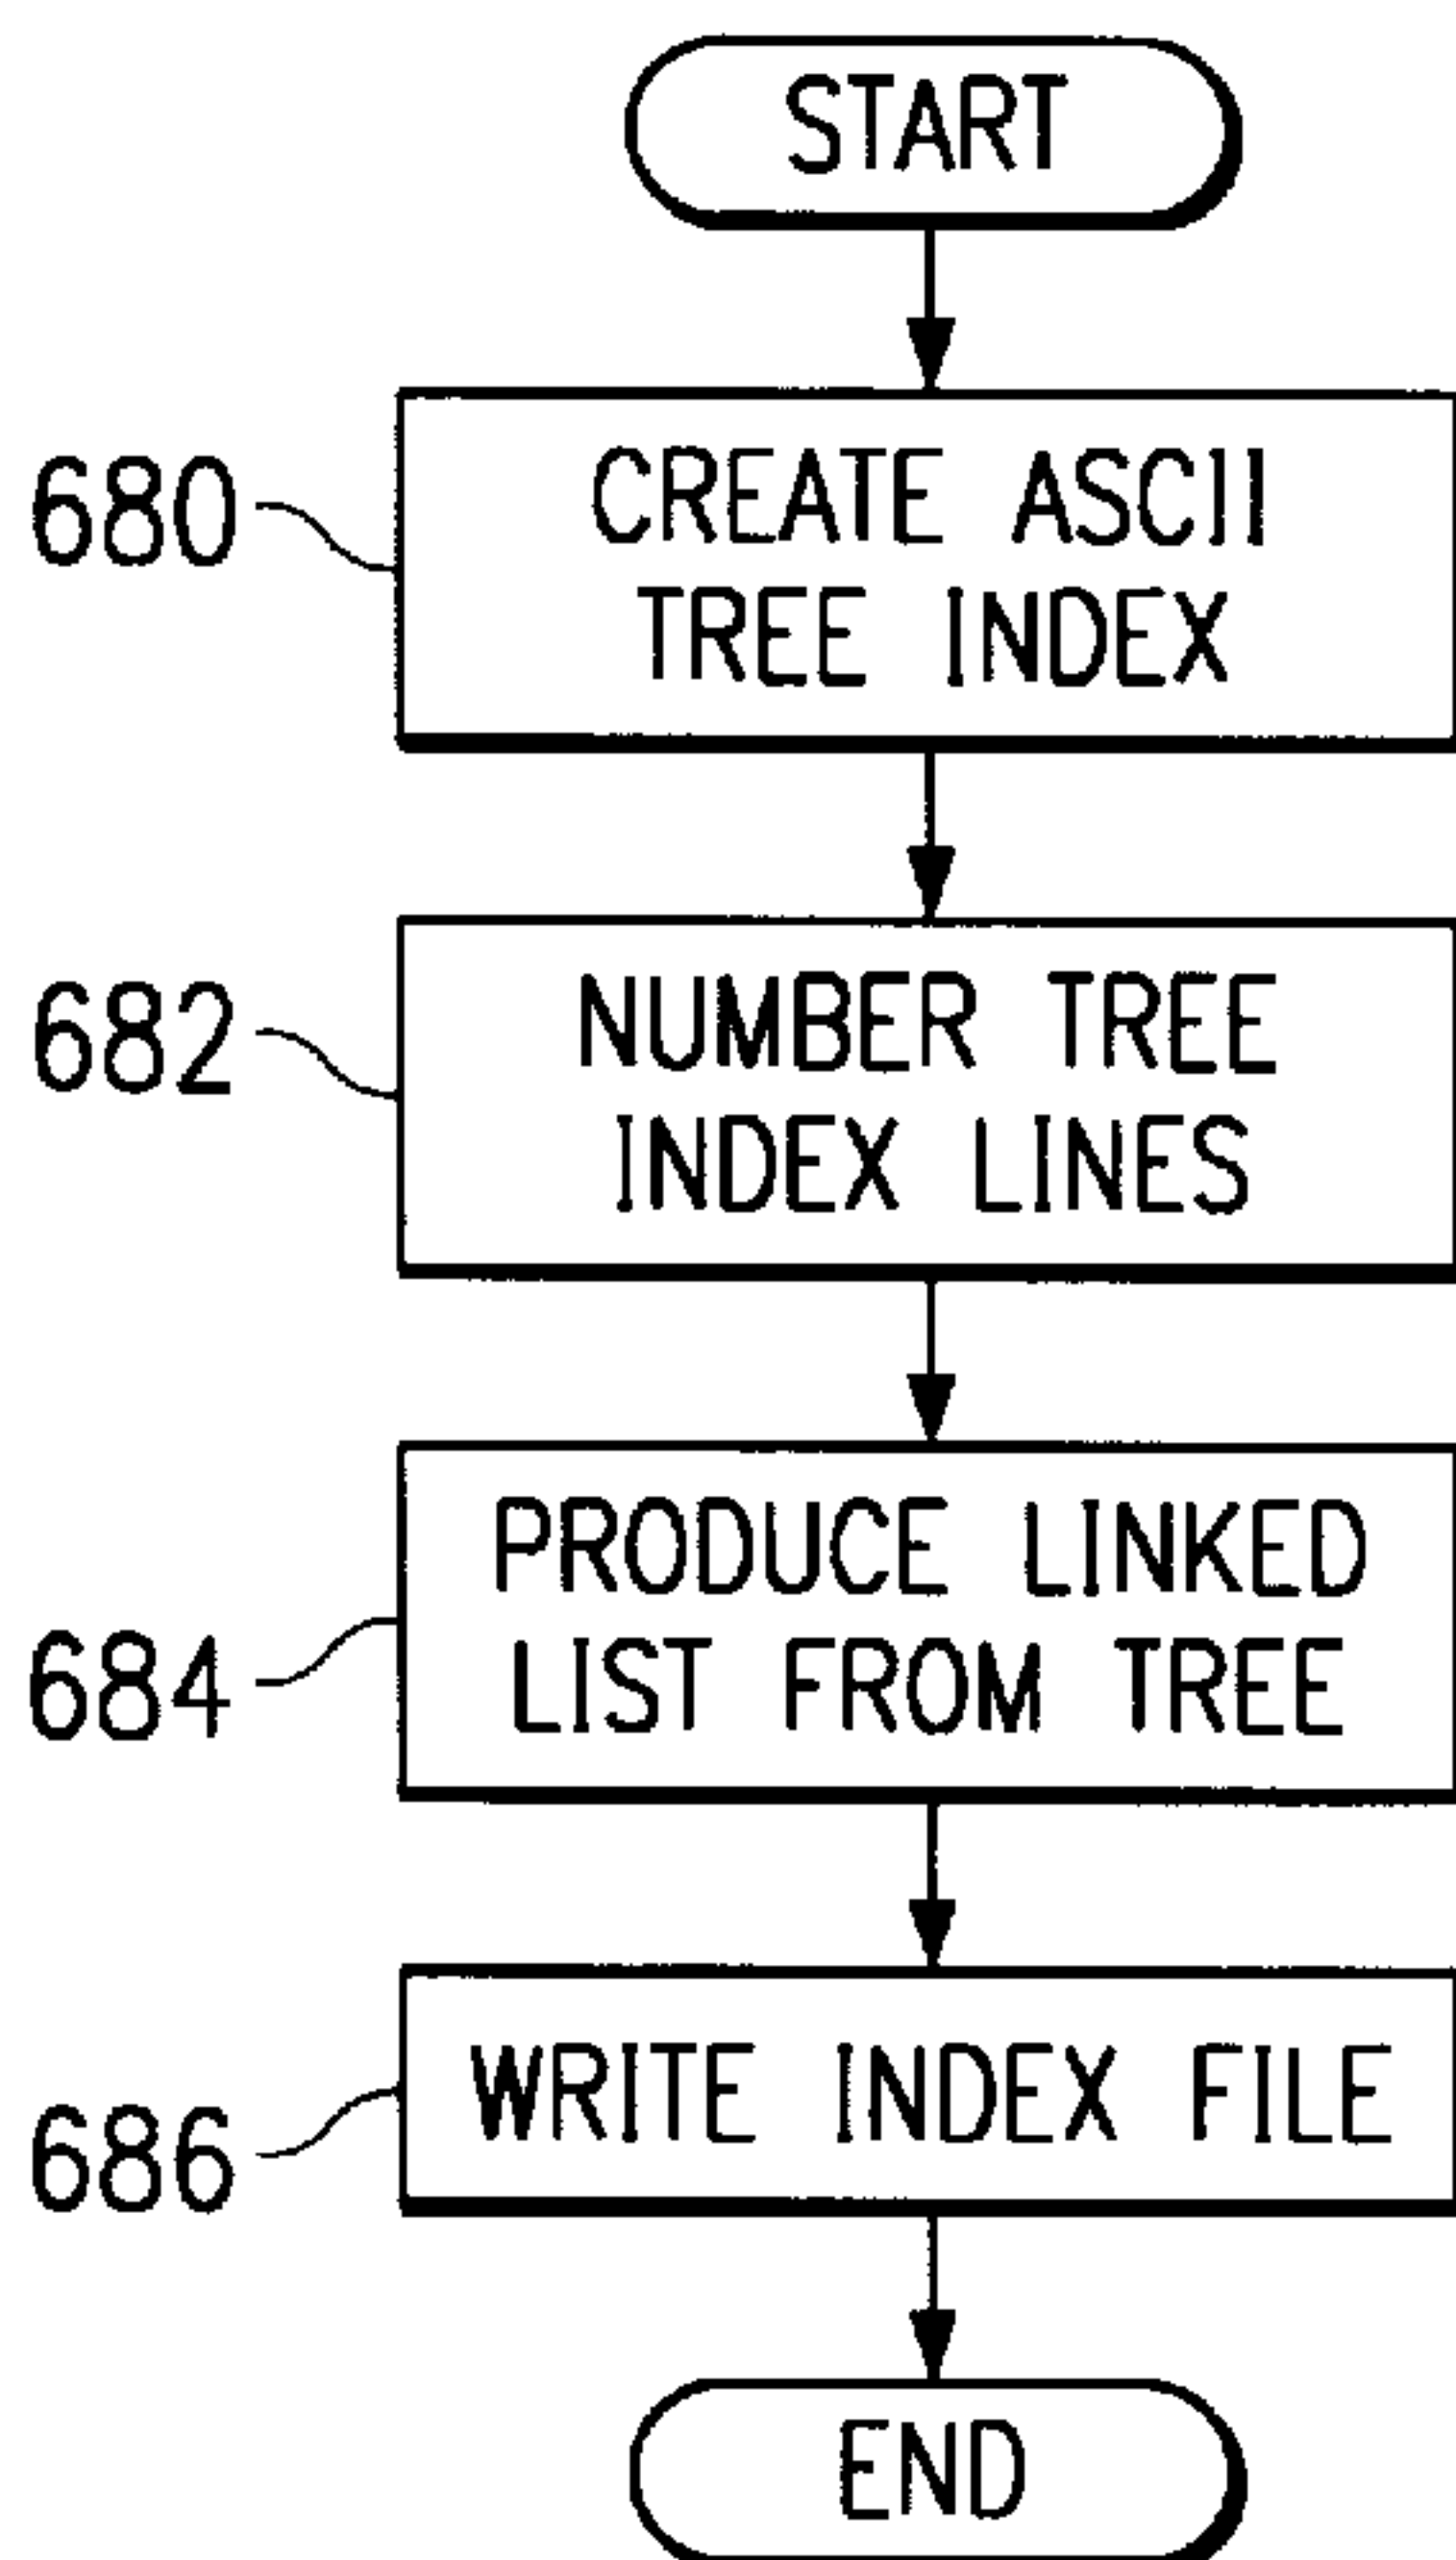 START
680
CREATE ASCII
TREE INDEX
682
NUMBER TREE
INDEX LINES
684
PRODUCE LINKED
LIST FROM TREE
686
WRITE INDEX FILE
END